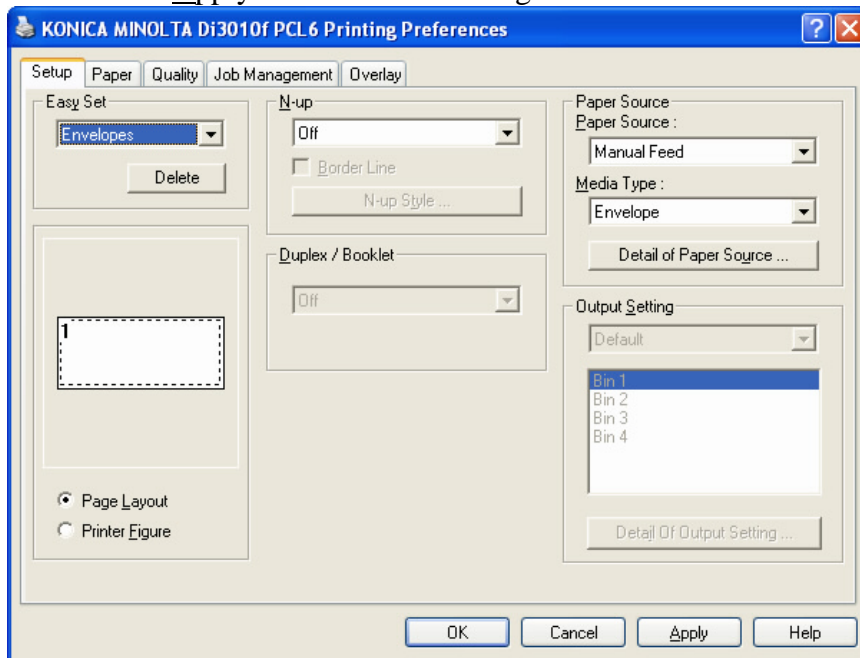 Apply
KONICA MINOLTA Di3010f PCL6 Printing Preferences
Setup Paper Quality Job Management Overlay
Easy Set
Envelopes
Delete
1
Page Layout
Printer Figure
N-up
Off
Border Line
N-up Style ...
Duplex / Booklet
Off
Paper Source
Paper Source :
Manual Feed
Media Type :
Envelope
Detail of Paper Source ...
Output Setting
Default
Bin 1
Bin 2
Bin 3
Bin 4
Detail Of Output Setting ...
OK Cancel Apply Help